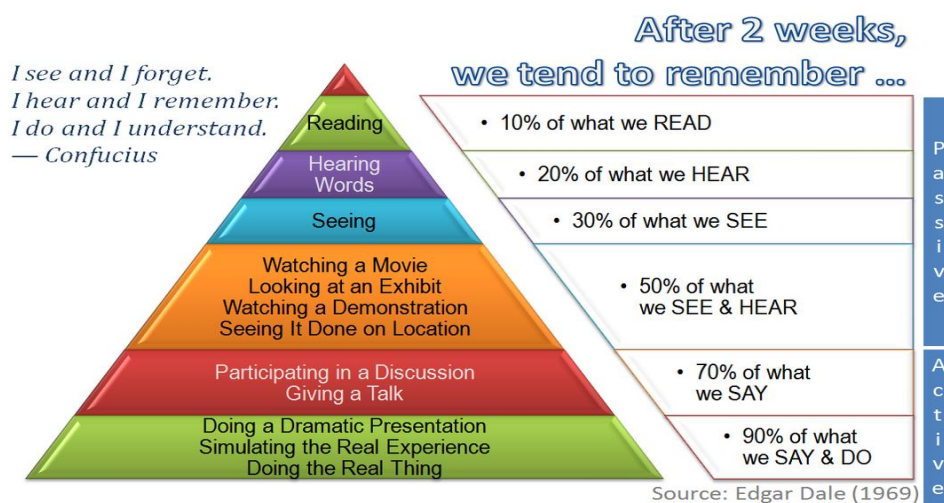 After 2 weeks,
we tend to remember ...
I see and I forget.
I hear and I remember.
I do and I understand.
— Confucius
Reading
• 10% of what we READ
Hearing
Words
• 20% of what we HEAR
Seeing
• 30% of what we SEE
Watching a Movie
Looking at an Exhibit
Watching a Demonstration
Seeing It Done on Location
• 50% of what
we SEE & HEAR
Passive
Participating in a Discussion
Giving a Talk
• 70% of what
we SAY
Doing a Dramatic Presentation
Simulating the Real Experience
Doing the Real Thing
• 90% of what
we SAY & DO
Active
Source: Edgar Dale (1969)